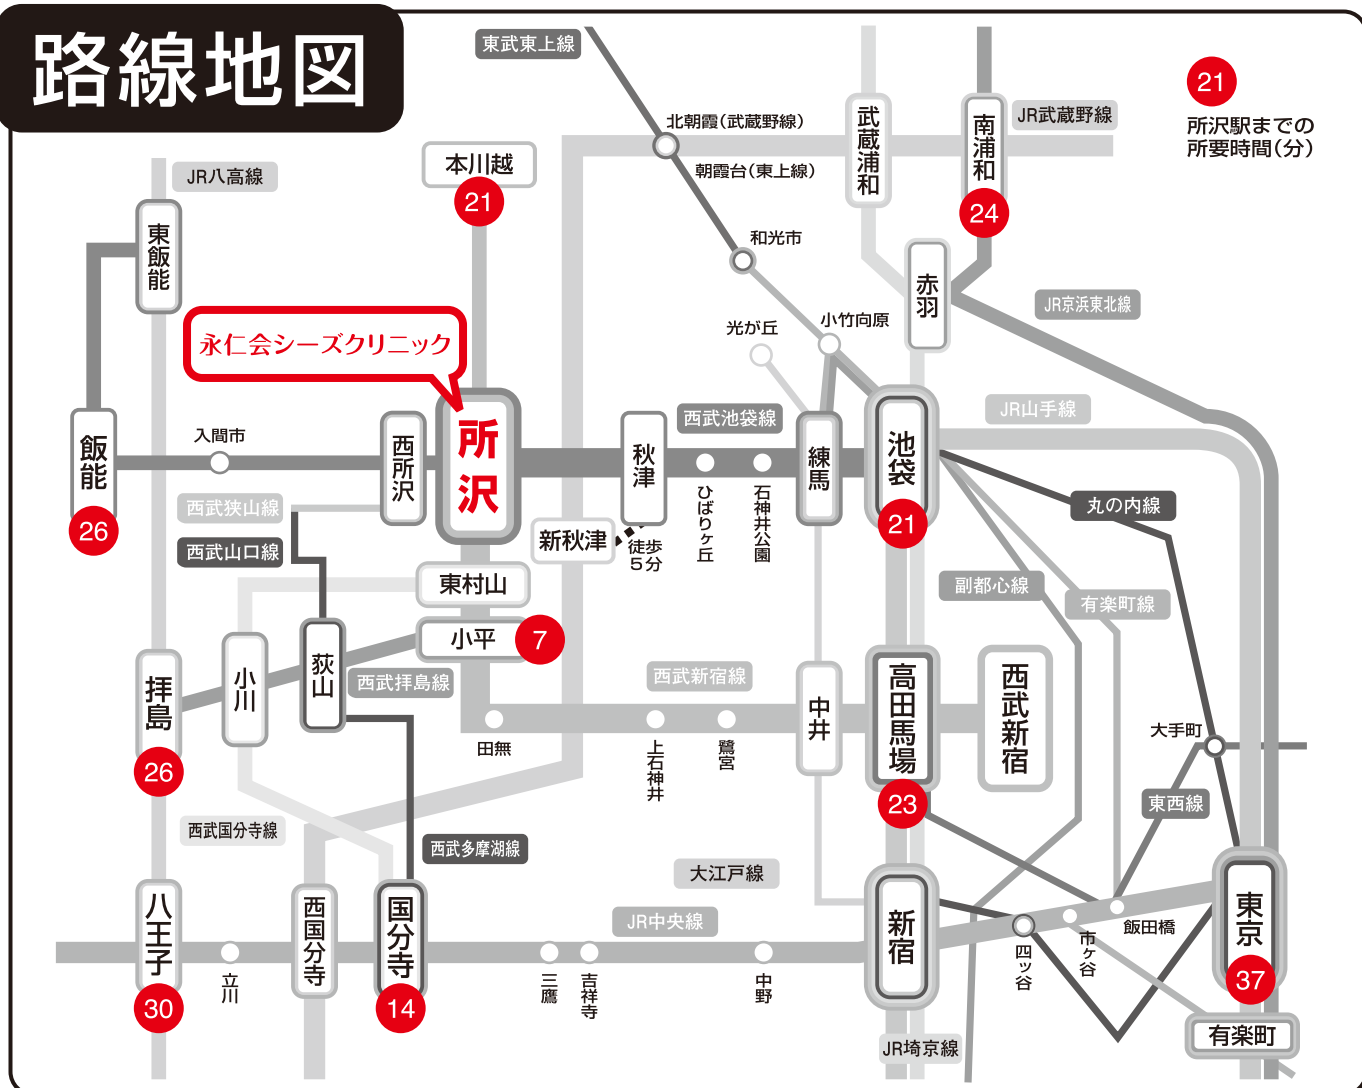 路線地図
東武東上線
21
所沢駅までの
所要時間(分)
北朝霞(武蔵野線)
朝霞台(東上線)
武蔵浦和
南浦和
24
JR武蔵野線
JR八高線
本川越
21
東飯能
和光市
赤羽
JR京浜東北線
光が丘
小竹向原
永仁会シーズクリニック
飯能
26
入間市
西所沢
所沢
秋津
西武池袋線
ひばりヶ丘
石神井公園
練馬
池袋
21
JR山手線
丸の内線
西武狭山線
西武山口線
新秋津
徒歩
5分
東村山
小平
7
副都心線
有楽町線
拝島
26
小川
荻山
西武拝島線
西武新宿線
田無
上石神井
鷺宮
中井
高田馬場
23
西武新宿
大手町
東西線
西武国分寺線
西武多摩湖線
大江戸線
JR中央線
八王子
30
立川
西国分寺
国分寺
14
三鷹
吉祥寺
中野
新宿
四ツ谷
市ヶ谷
飯田橋
東京
37
有楽町
JR埼京線